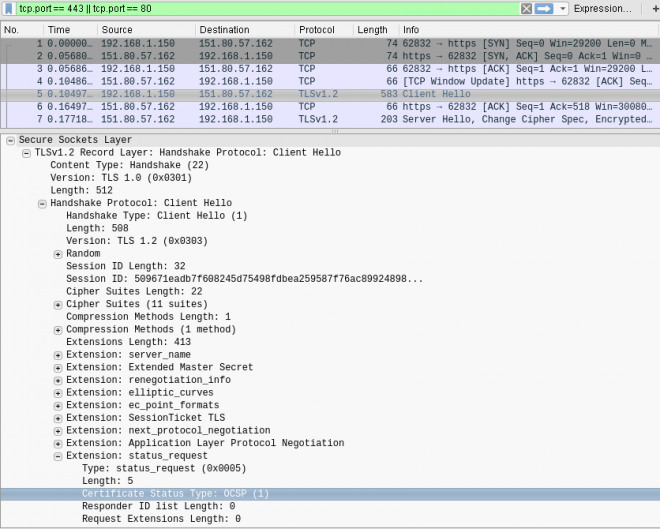 tcp.port == 443 || tcp.port == 80 Expression... +
No. Time Source Destination Protocol Length Info
1 0.00000… 192.168.1.150 151.80.57.162 TCP 74 62832 → https [SYN] Seq=0 Win=29200 Len=0 M…
2 0.05680… 151.80.57.162 192.168.1.150 TCP 74 https → 62832 [SYN, ACK] Seq=0 Ack=1 Win=0 …
3 0.05686… 192.168.1.150 151.80.57.162 TCP 66 62832 → https [ACK] Seq=1 Ack=1 Win=29200 L…
4 0.10486… 151.80.57.162 192.168.1.150 TCP 66 [TCP Window Update] https → 62832 [ACK] Seq…
5 0.10497… 192.168.1.150 151.80.57.162 TLSv1.2 583 Client Hello
6 0.16497… 151.80.57.162 192.168.1.150 TCP 66 https → 62832 [ACK] Seq=1 Ack=518 Win=30080…
7 0.17718… 151.80.57.162 192.168.1.150 TLSv1.2 203 Server Hello, Change Cipher Spec, Encrypted…
Secure Sockets Layer
TLSv1.2 Record Layer: Handshake Protocol: Client Hello
Content Type: Handshake (22)
Version: TLS 1.0 (0x0301)
Length: 512
Handshake Protocol: Client Hello
Handshake Type: Client Hello (1)
Length: 508
Version: TLS 1.2 (0x0303)
Random
Session ID Length: 32
Session ID: 509671eadb7f608245d75498fdbea259587f76ac89924898...
Cipher Suites Length: 22
Cipher Suites (11 suites)
Compression Methods Length: 1
Compression Methods (1 method)
Extensions Length: 413
Extension: server_name
Extension: Extended Master Secret
Extension: renegotiation_info
Extension: elliptic_curves
Extension: ec_point_formats
Extension: SessionTicket TLS
Extension: next_protocol_negotiation
Extension: Application Layer Protocol Negotiation
Extension: status_request
Type: status_request (0x0005)
Length: 5
Certificate Status Type: OCSP (1)
Responder ID list Length: 0
Request Extensions Length: 0